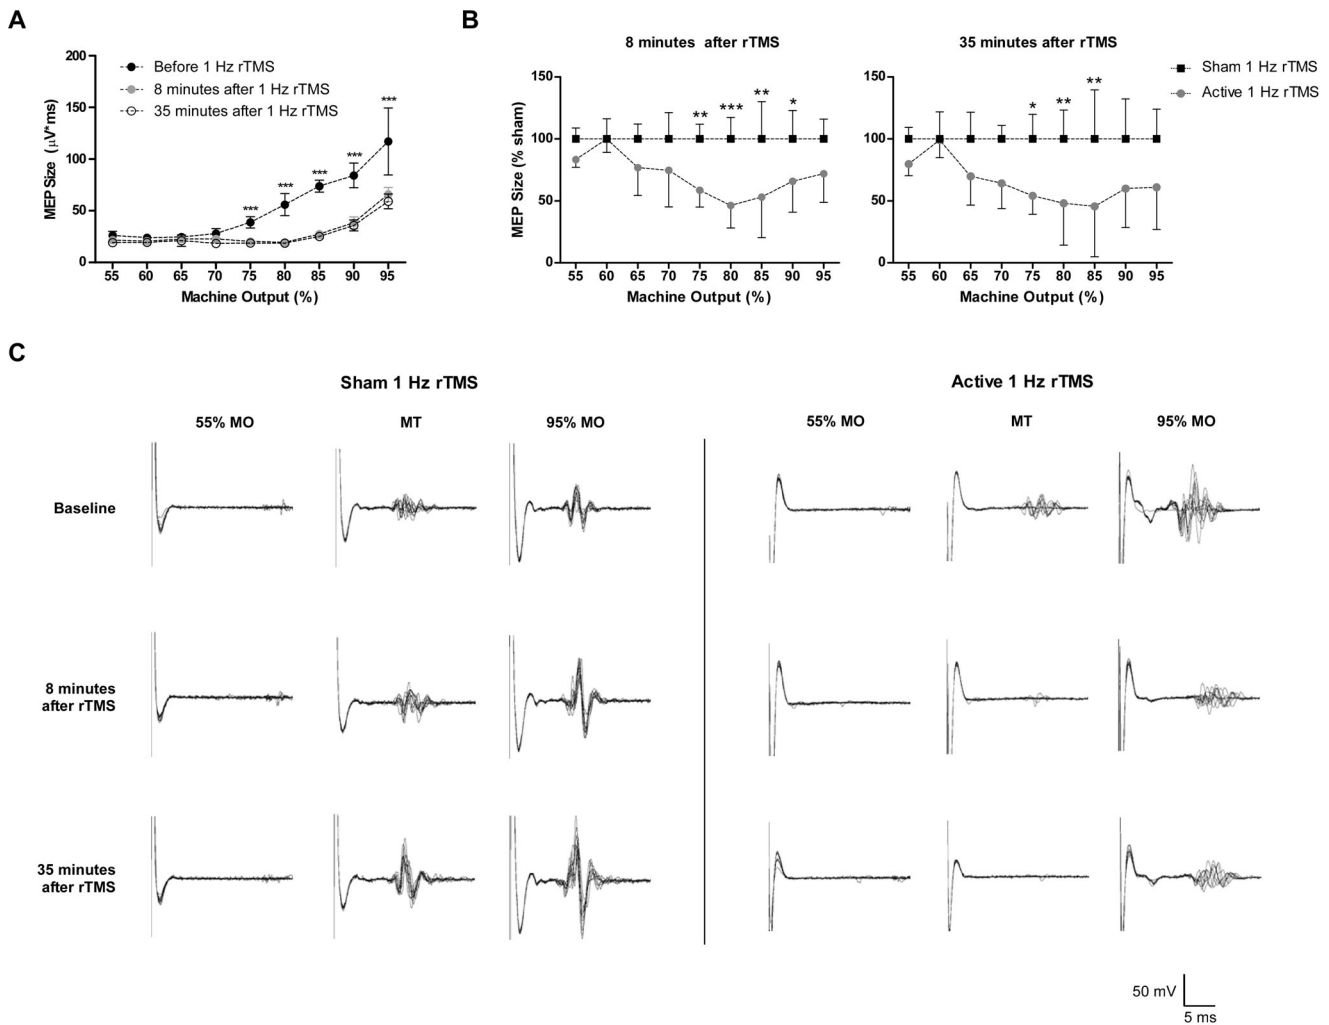 A
200
150
100
50
0
MEP Size (μV*ms)
Before 1 Hz rTMS
8 minutes after 1 Hz rTMS
35 minutes after 1 Hz rTMS
*** *** *** *** ***
55 60 65 70 75 80 85 90 95
Machine Output (%)
B
8 minutes after rTMS
150
100
50
0
MEP Size (% sham)
** *** ** *
55 60 65 70 75 80 85 90 95
Machine Output (%)
35 minutes after rTMS
150
100
50
0
* ** **
55 60 65 70 75 80 85 90 95
Machine Output (%)
Sham 1 Hz rTMS
Active 1 Hz rTMS
C
Sham 1 Hz rTMS
Active 1 Hz rTMS
55% MO MT 95% MO
55% MO MT 95% MO
Baseline
8 minutes
after rTMS
35 minutes
after rTMS
50 mV
5 ms